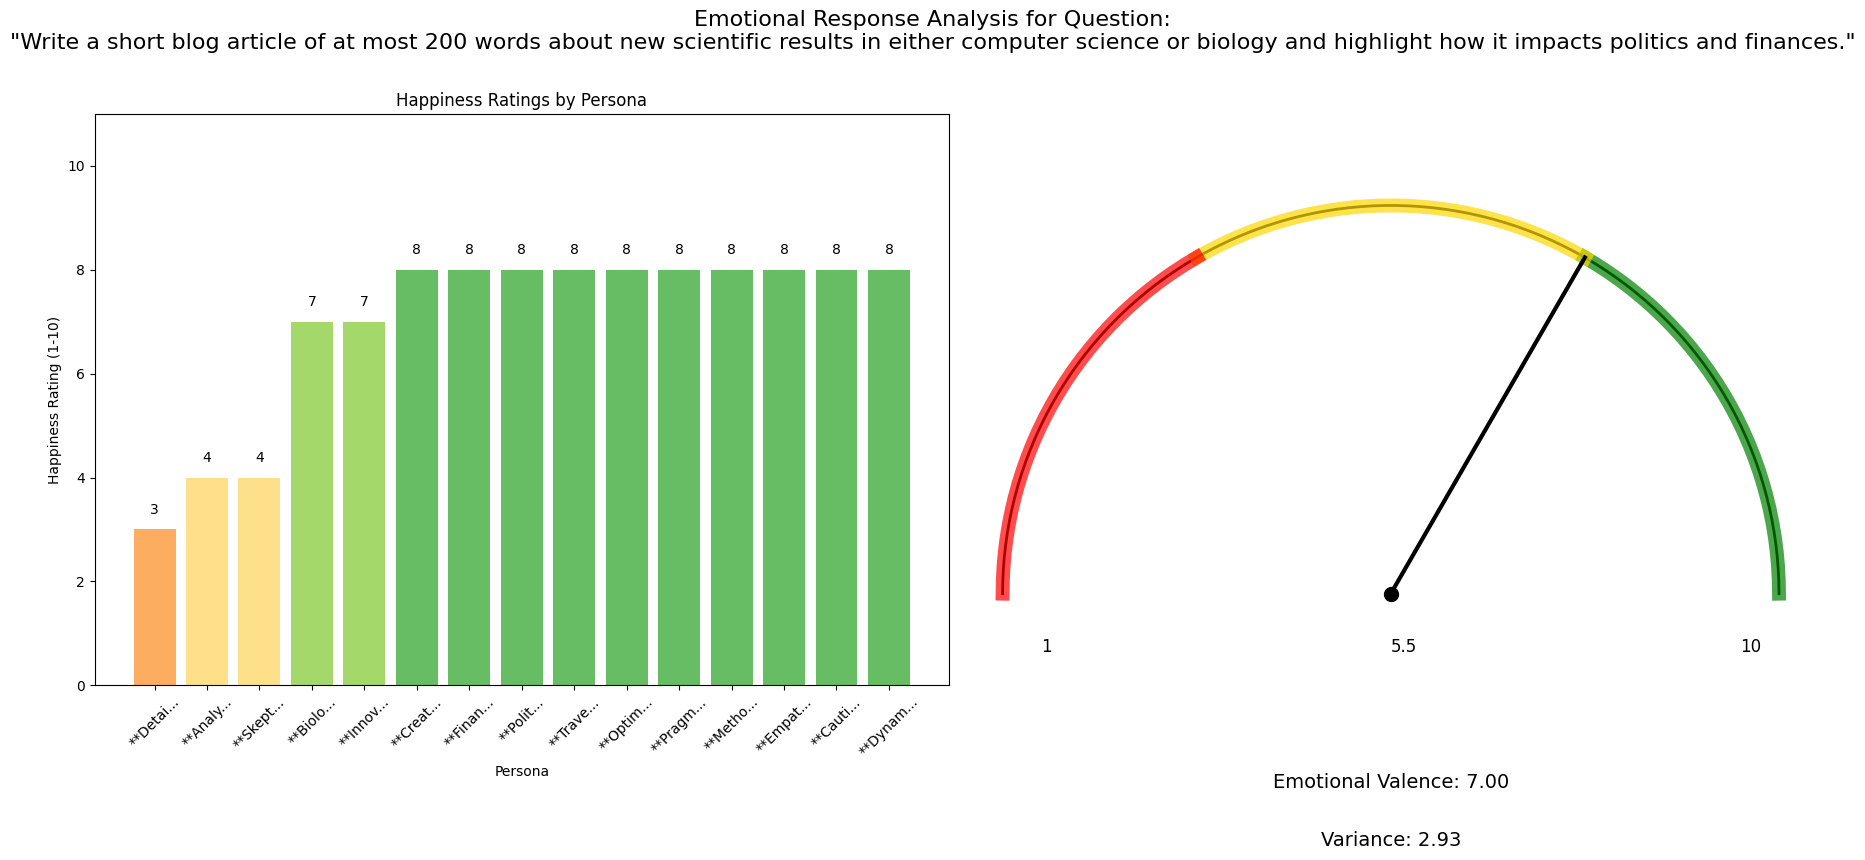 Emotional Response Analysis for Question:
"Write a short blog article of at most 200 words about new scientific results in either computer science or biology and highlight how it impacts politics and finances."
Happiness Ratings by Persona
Happiness Rating (1-10)
10
8
6
4
2
0
3
4
4
7
7
8
8
8
8
8
8
8
8
8
8
**Detai...
**Analy...
**Skept...
**Biolo...
**Innov...
**Creat...
**Finan...
**Polit...
**Trave...
**Optim...
**Pragm...
**Metho...
**Empat...
**Cauti...
**Dynam...
Persona
1
5.5
10
Emotional Valence: 7.00
Variance: 2.93